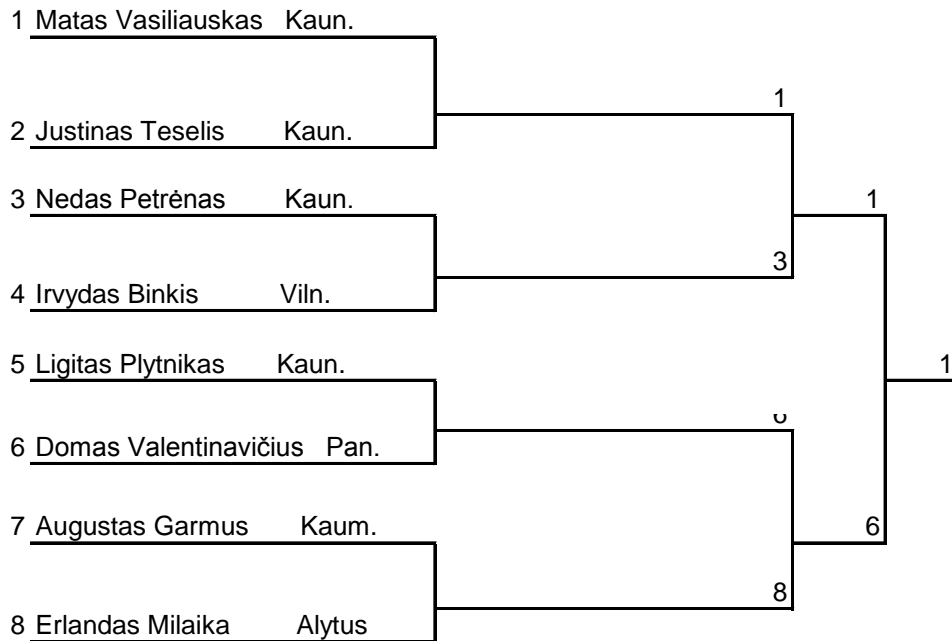 1 Matas Vasiliauskas Kaun.
1
2 Justinas Teselis Kaun.
3 Nedas Petrėnas Kaun.
1
3
4 Irvydas Binkis Viln.
5 Ligitas Plytnikas Kaun.
1
6
6 Domas Valentinavičius Pan.
7 Augustas Garmus Kaum.
6
8
8 Erlandas Milaika Alytus